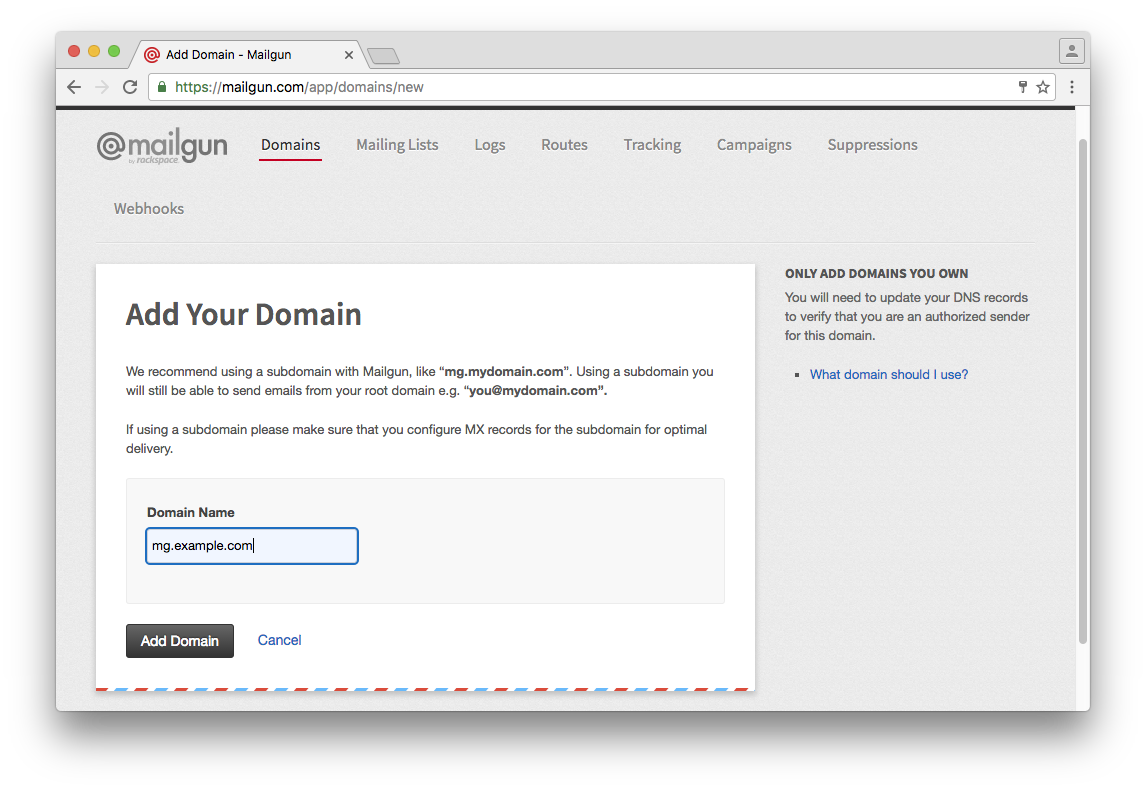 Add Domain - Mailgun
https://mailgun.com/app/domains/new
@mailgun
by rackspace.
Domains Mailing Lists Logs Routes Tracking Campaigns Suppressions
Webhooks
Add Your Domain
We recommend using a subdomain with Mailgun, like “mg.mydomain.com”. Using a subdomain you
will still be able to send emails from your root domain e.g. “you@mydomain.com”.
If using a subdomain please make sure that you configure MX records for the subdomain for optimal
delivery.
Domain Name
mg.example.com
Add Domain Cancel
ONLY ADD DOMAINS YOU OWN
You will need to update your DNS records
to verify that you are an authorized sender
for this domain.
What domain should I use?